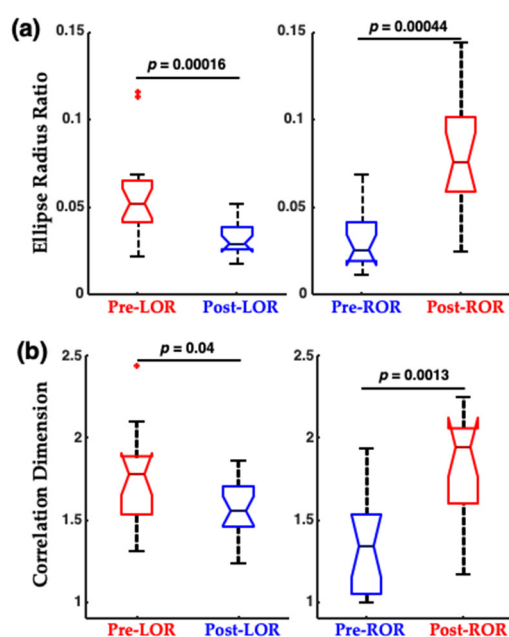 (a)
Ellipse Radius Ratio
0.15
0.1
0.05
0
p = 0.00016
Pre-LOR Post-LOR
0.15
0.1
0.05
0
p = 0.00044
Pre-ROR Post-ROR
(b)
Correlation Dimension
2.5
2
1.5
1
p = 0.04
Pre-LOR Post-LOR
2.5
2
1.5
1
p = 0.0013
Pre-ROR Post-ROR